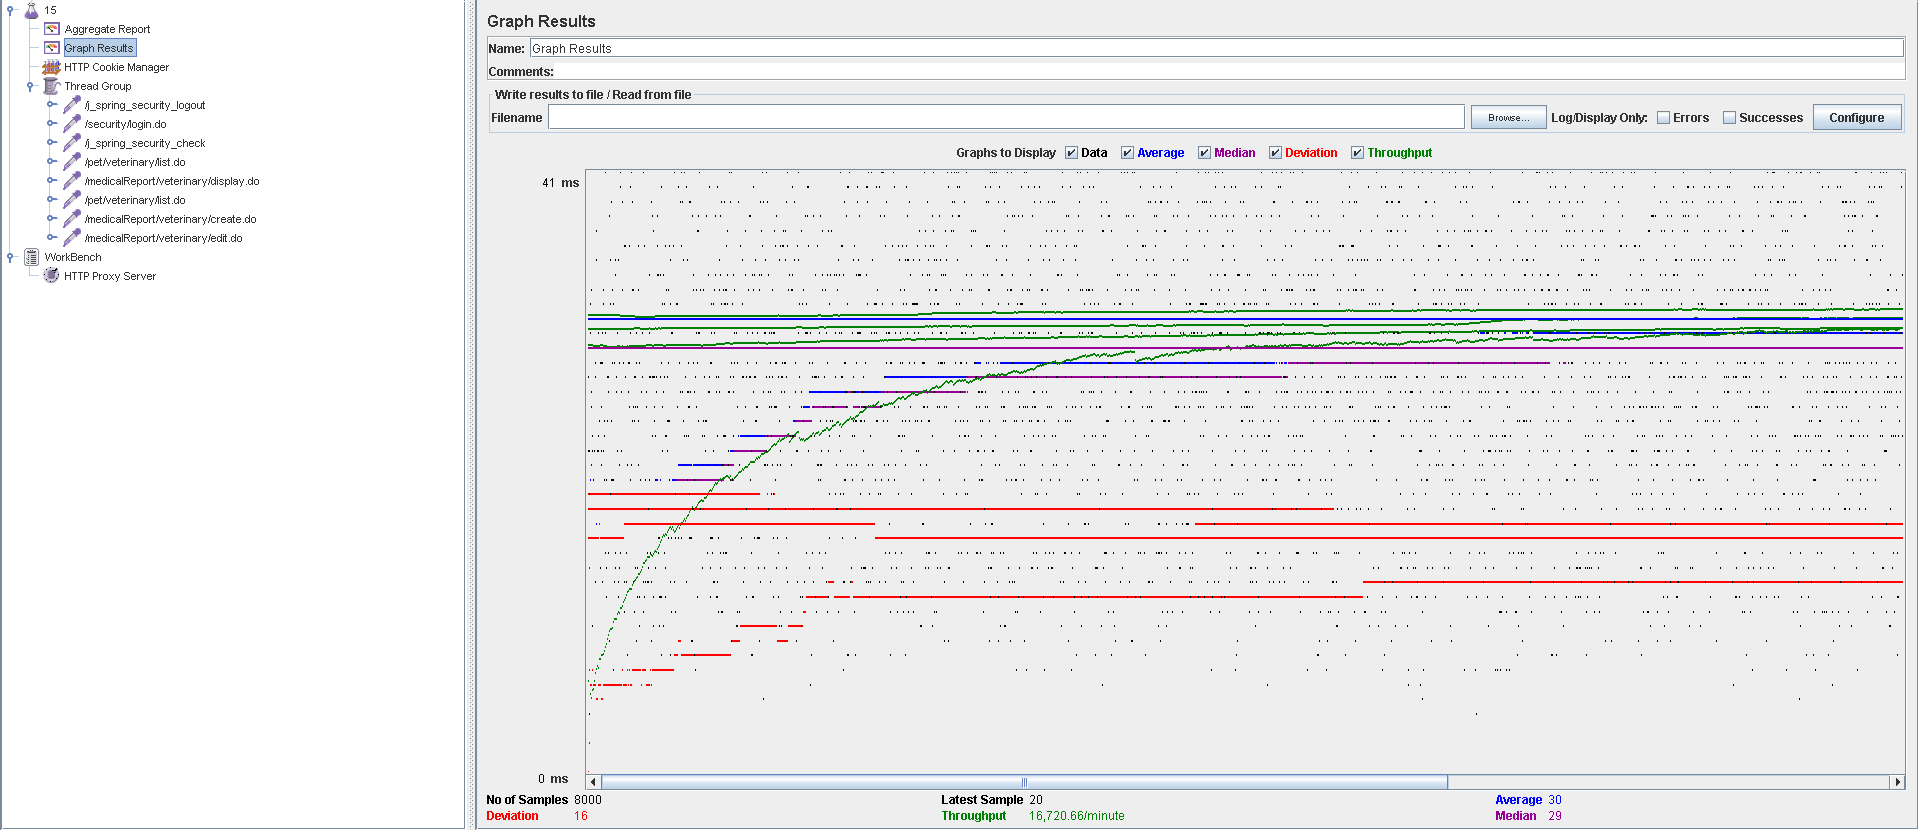 15
Aggregate Report
Graph Results
HTTP Cookie Manager
Thread Group
/j_spring_security_logout
/security/login.do
/j_spring_security_check
/pet/veterinary/list.do
/medicalReport/veterinary/display.do
/pet/veterinary/list.do
/medicalReport/veterinary/create.do
/medicalReport/veterinary/edit.do
WorkBench
HTTP Proxy Server
Graph Results
Name: Graph Results
Comments:
Write results to file / Read from file
Filename Browse... Log/Display Only: Errors Successes Configure
Graphs to Display Data Average Median Deviation Throughput
41 ms
0 ms
No of Samples 8000 Latest Sample 20 Average 30
Deviation 16 Throughput 16,720.66/minute Median 29